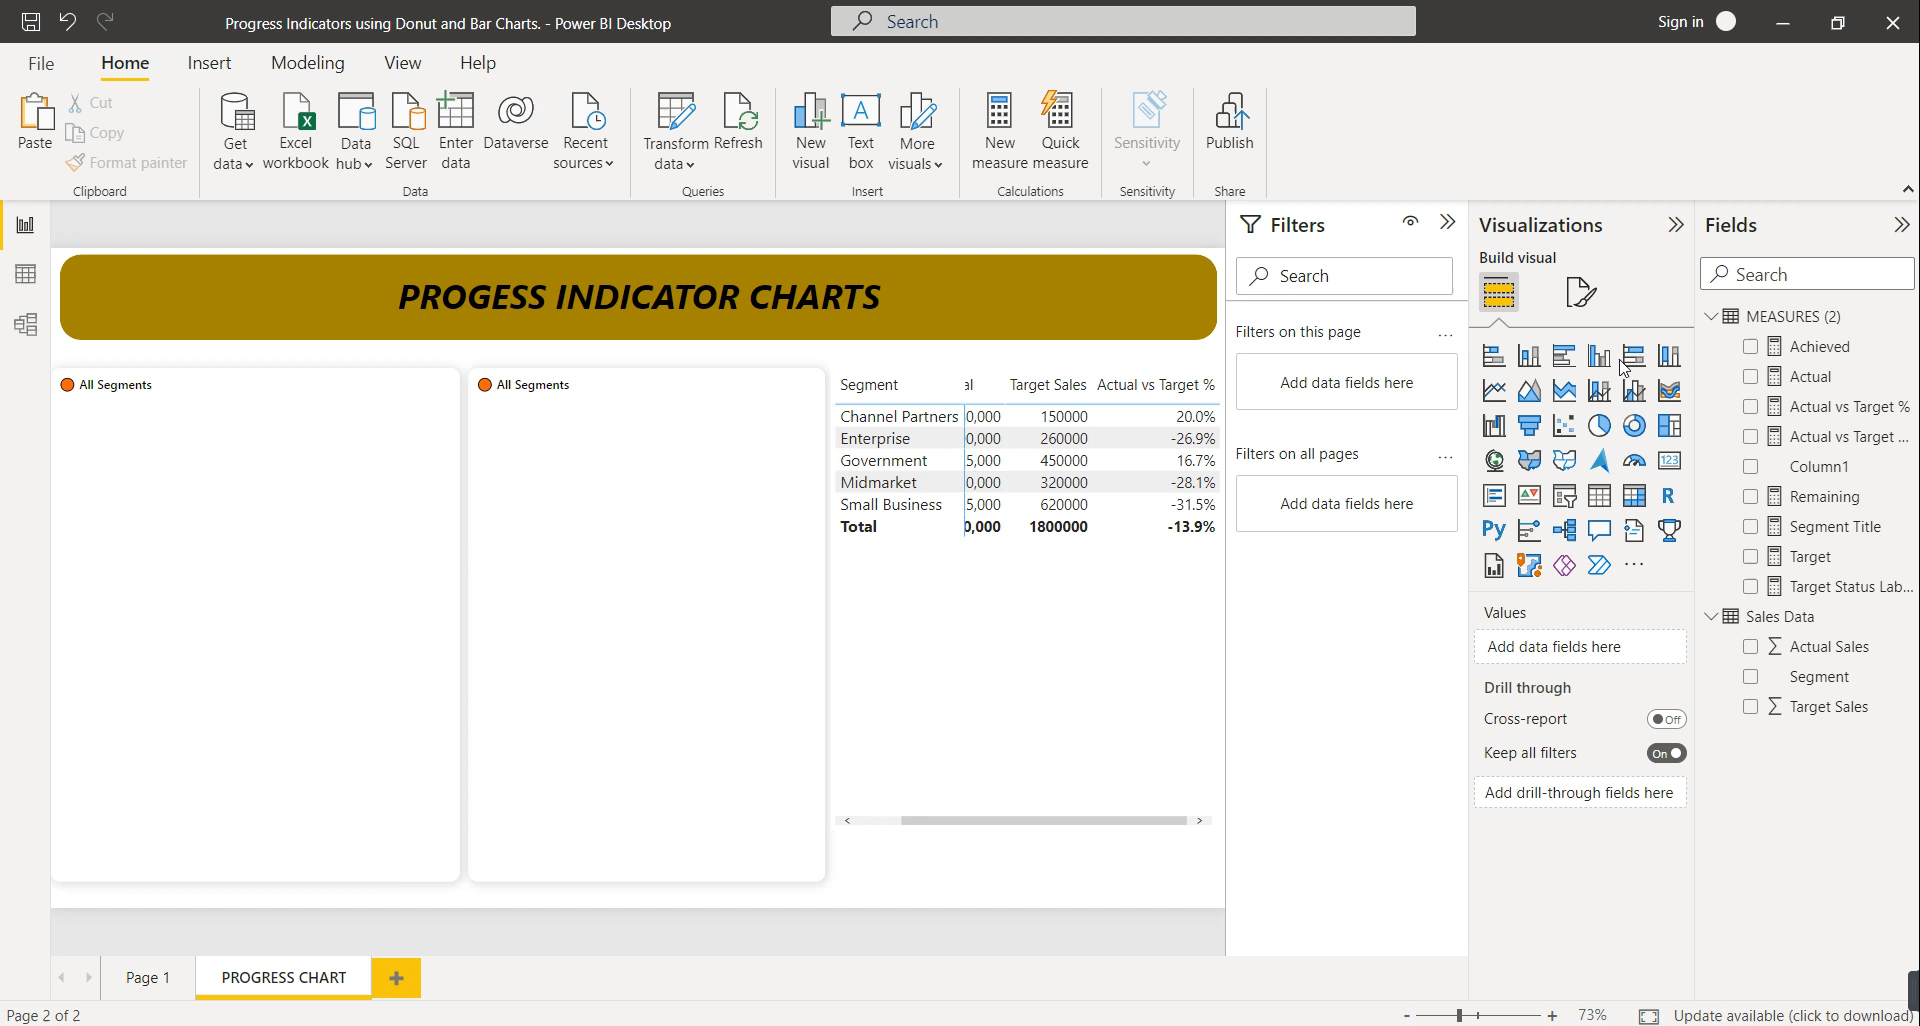 Progress Indicators using Donut and Bar Charts. - Power BI Desktop
Search
Sign in
File Home Insert Modeling View Help
Paste
Cut
Copy
Format painter
Clipboard
Get data
Excel workbook
Data hub
SQL Server
Enter data
Dataverse
Recent sources
Data
Transform data
Refresh
Queries
New visual
Text box
More visuals
Insert
New measure
Quick measure
Calculations
Sensitivity
Sensitivity
Publish
Share
PROGESS INDICATOR CHARTS
All Segments
All Segments
Segment al Target Sales Actual vs Target %
Channel Partners 0,000 150000 20.0%
Enterprise 0,000 260000 -26.9%
Government 5,000 450000 16.7%
Midmarket 0,000 320000 -28.1%
Small Business 5,000 620000 -31.5%
Total 0,000 1800000 -13.9%
Filters
Search
Filters on this page ...
Add data fields here
Filters on all pages ...
Add data fields here
Visualizations
Build visual
123
R
Py
...
Values
Add data fields here
Drill through
Cross-report Off
Keep all filters On
Add drill-through fields here
Fields
Search
MEASURES (2)
Achieved
Actual
Actual vs Target %
Actual vs Target ...
Column1
Remaining
Segment Title
Target
Target Status Lab...
Sales Data
Actual Sales
Segment
Target Sales
Page 1
PROGRESS CHART
+
Page 2 of 2
- + 73%
Update available (click to download)